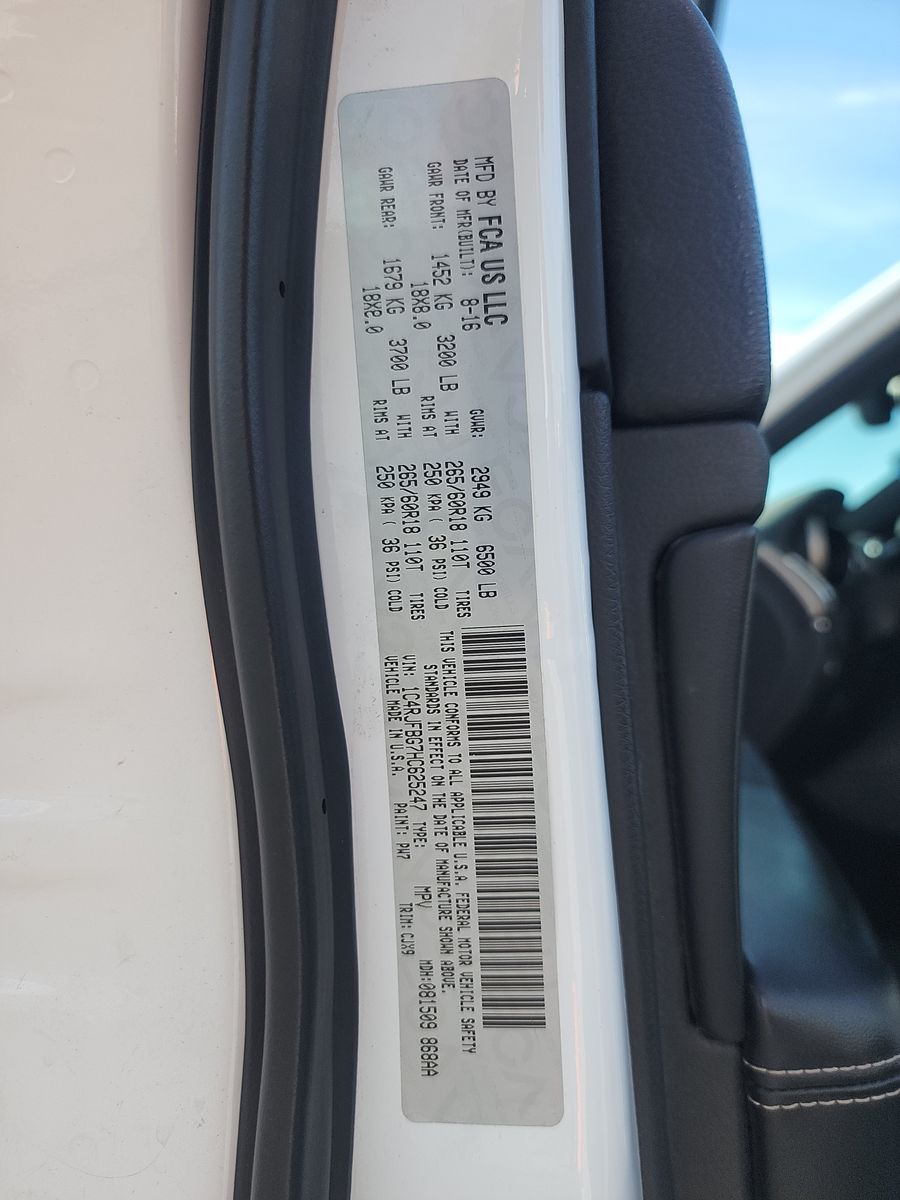 MFD BY FCA US LLC
DATE OF MFR(BUILT): 8-16 GVWR: 2949 KG 6500 LB
GAWR FRONT: 1452 KG 3200 LB WITH 265/60R18 110T TIRES
18X8.0 RIMS AT 250 KPA ( 36 PSI) COLD
GAWR REAR: 1679 KG 3700 LB WITH 265/60R18 110T TIRES
18X8.0 RIMS AT 250 KPA ( 36 PSI) COLD
THIS VEHICLE CONFORMS TO ALL APPLICABLE U.S.A. FEDERAL MOTOR VEHICLE SAFETY
STANDARDS IN EFFECT ON THE DATE OF MANUFACTURE SHOWN ABOVE.
VIN: 1C4RJFBG7HC625247 TYPE: MPV MDH:081509 868AA
VEHICLE MADE IN U.S.A. PAINT: PW7 TRIM: CJX9